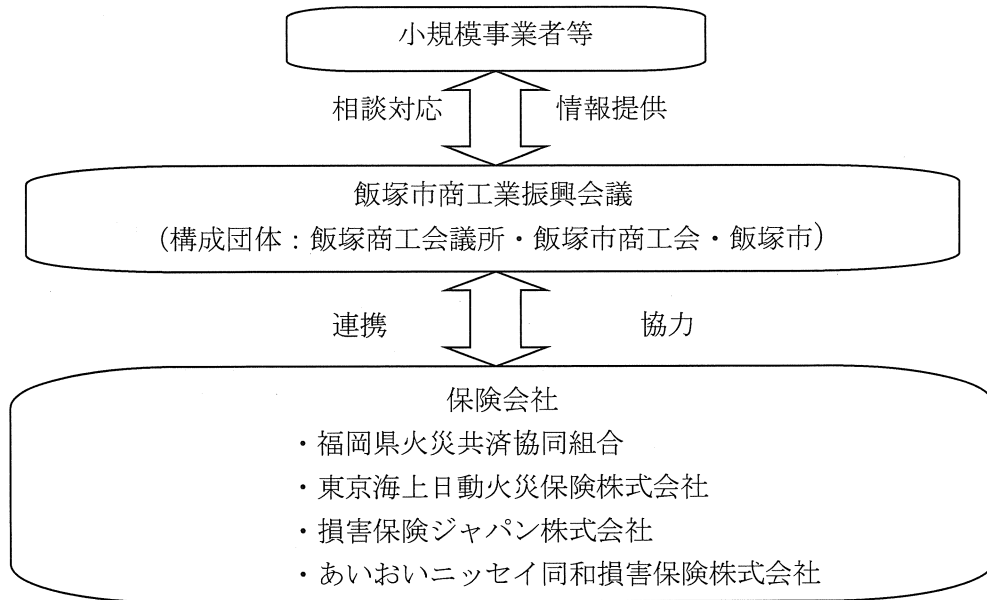 小規模事業者等
相談対応
情報提供
飯塚市商工業振興会議
（構成団体：飯塚商工会議所・飯塚市商工会・飯塚市）
連携
協力
保険会社
・福岡県火災共済協同組合
・東京海上日動火災保険株式会社
・損害保険ジャパン株式会社
・あいおいニッセイ同和損害保険株式会社